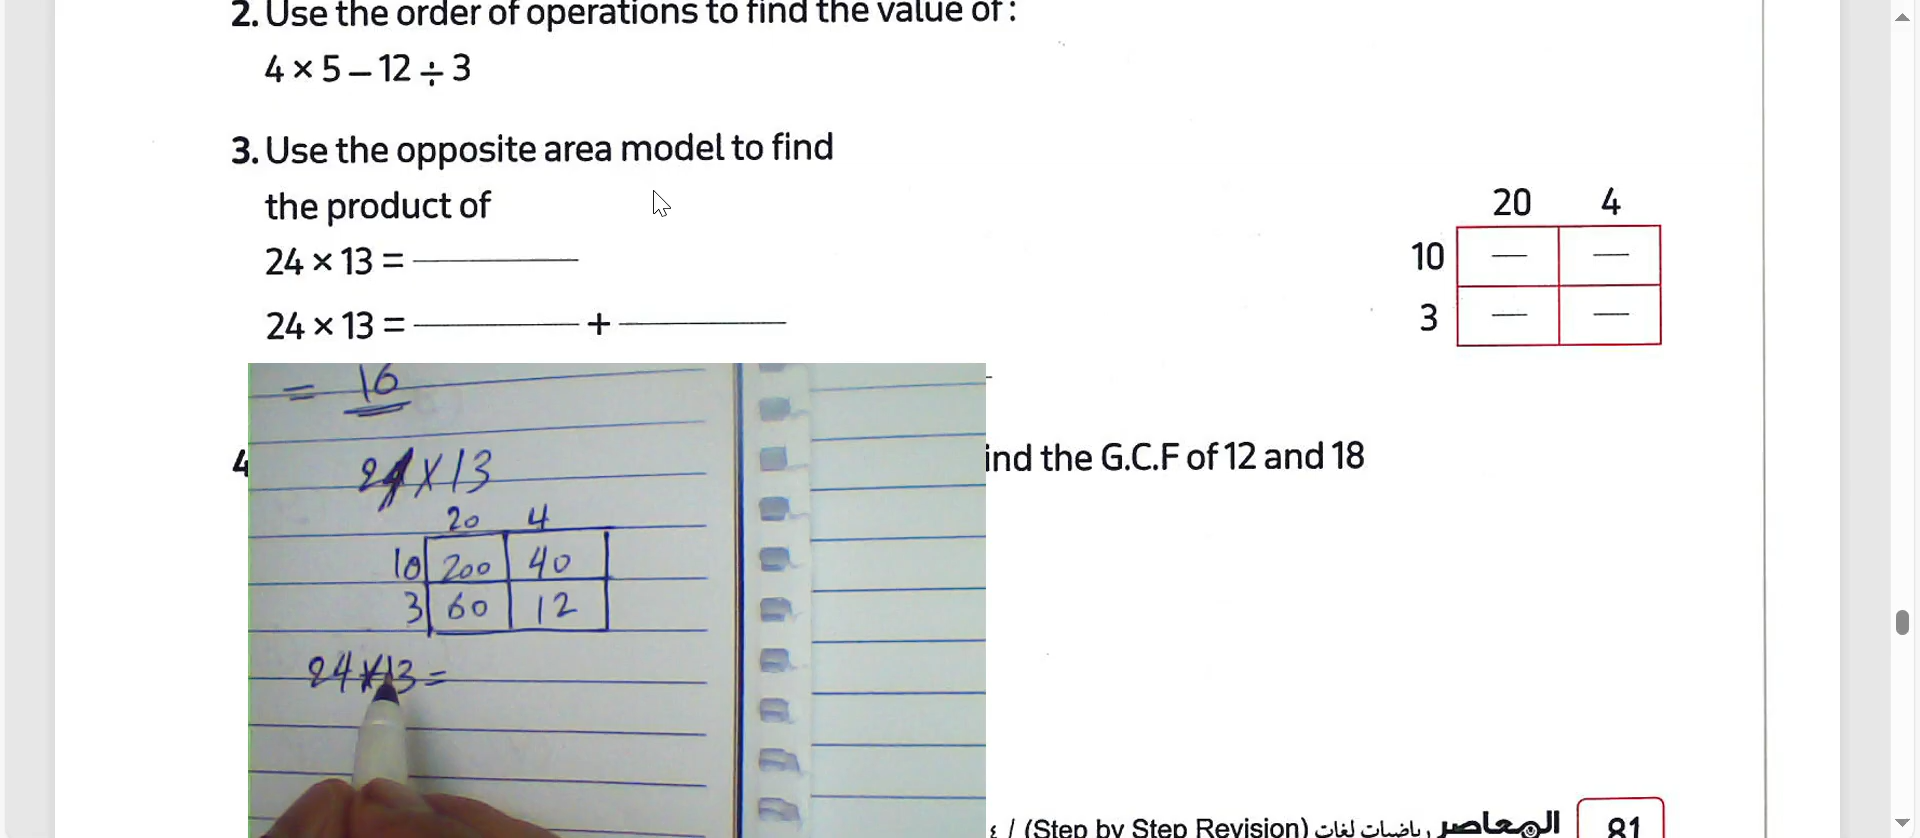 2. Use the order of operations to find the value of :
4 × 5 – 12 ÷ 3
3. Use the opposite area model to find
the product of
24 × 13 =
24 × 13 = +
20 4
10
3
= 16
4 ind the G.C.F of 12 and 18
24 X 13
20 4
10 200 40
3 60 12
24 X 13 =
٤ / (Step by Step Revision) رياضيات لغات المعاصر 81